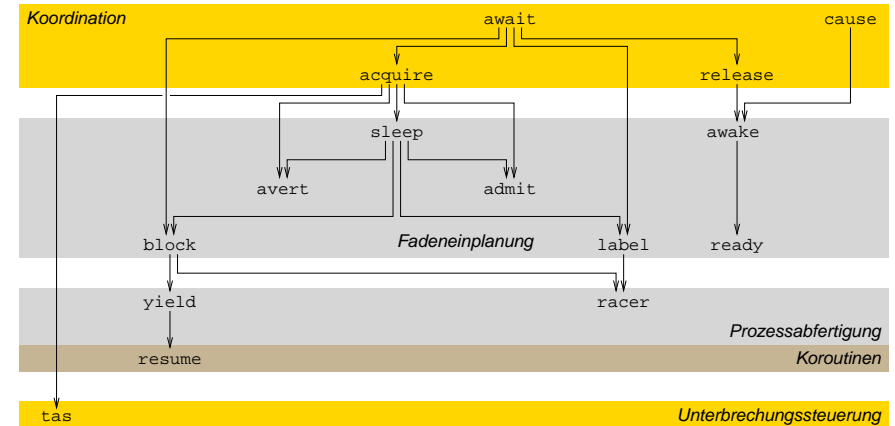 Koordination await cause
acquire release
sleep awake
avert admit
block Fadeneinplanung label ready
yield racer
Prozessabfertigung
resume Koroutinen
tas Unterbrechungssteuerung